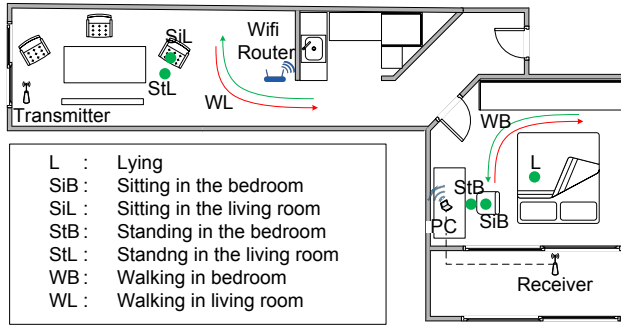 SiL
StL
Wifi
Router
WL
Transmitter
WB
L
StB
SiB
PC
Receiver
L : Lying
SiB : Sitting in the bedroom
SiL : Sitting in the living room
StB : Standing in the bedroom
StL : Standng in the living room
WB : Walking in bedroom
WL : Walking in living room